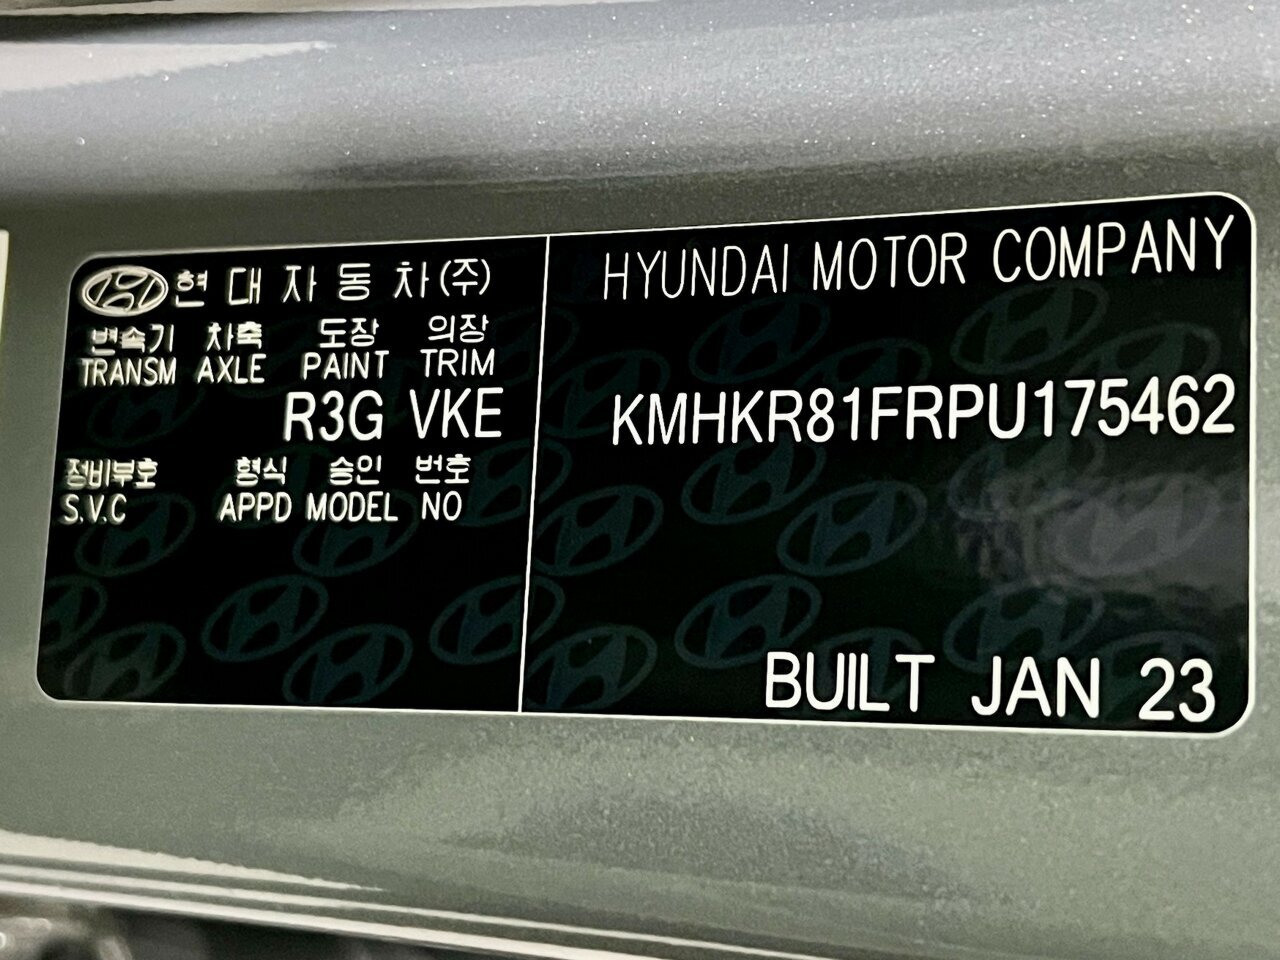 현대자동차(주)
변속기 차축 도장 의장
TRANSM AXLE PAINT TRIM
R3G VKE
정비부호 형식 승인 번호
S.V.C APPD MODEL NO
HYUNDAI MOTOR COMPANY
KMHKR81FRPU175462
BUILT JAN 23